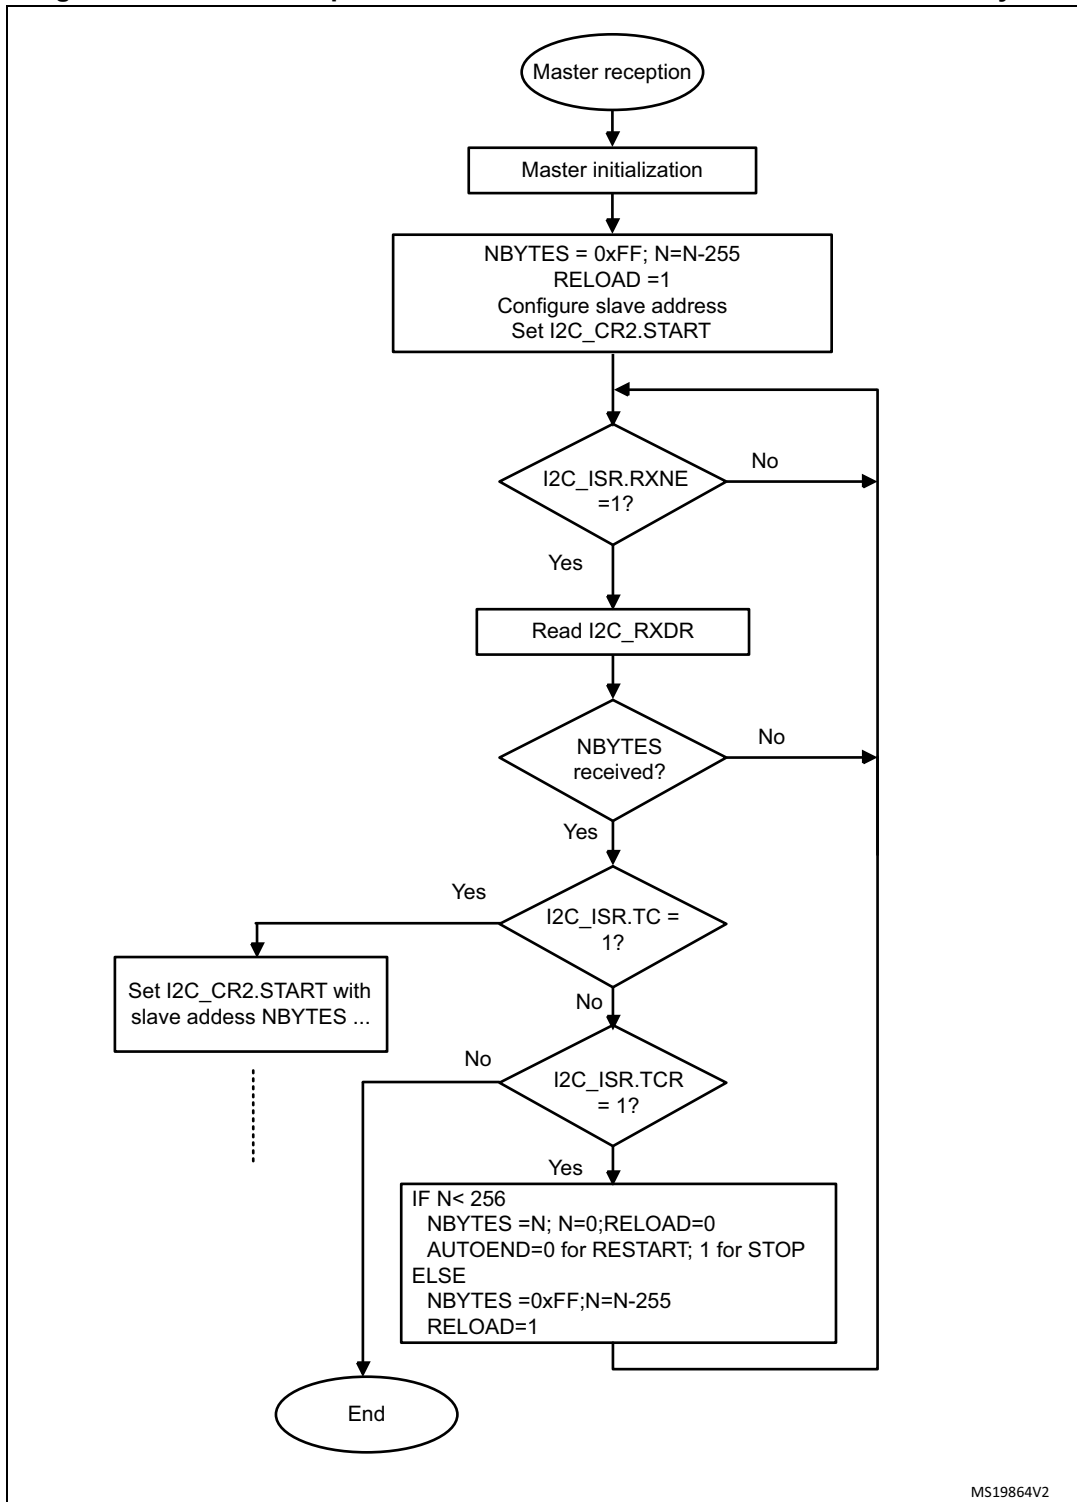 Master reception
Master initialization
NBYTES = 0xFF; N=N-255
RELOAD =1
Configure slave address
Set I2C_CR2.START
No
I2C_ISR.RXNE
=1?
Yes
Read I2C_RXDR
No
NBYTES
received?
Yes
Yes
I2C_ISR.TC =
1?
Set I2C_CR2.START with
slave addess NBYTES ...
No
No
I2C_ISR.TCR
= 1?
Yes
IF N< 256
NBYTES =N; N=0;RELOAD=0
AUTOEND=0 for RESTART; 1 for STOP
ELSE
NBYTES =0xFF;N=N-255
RELOAD=1
End
MS19864V2